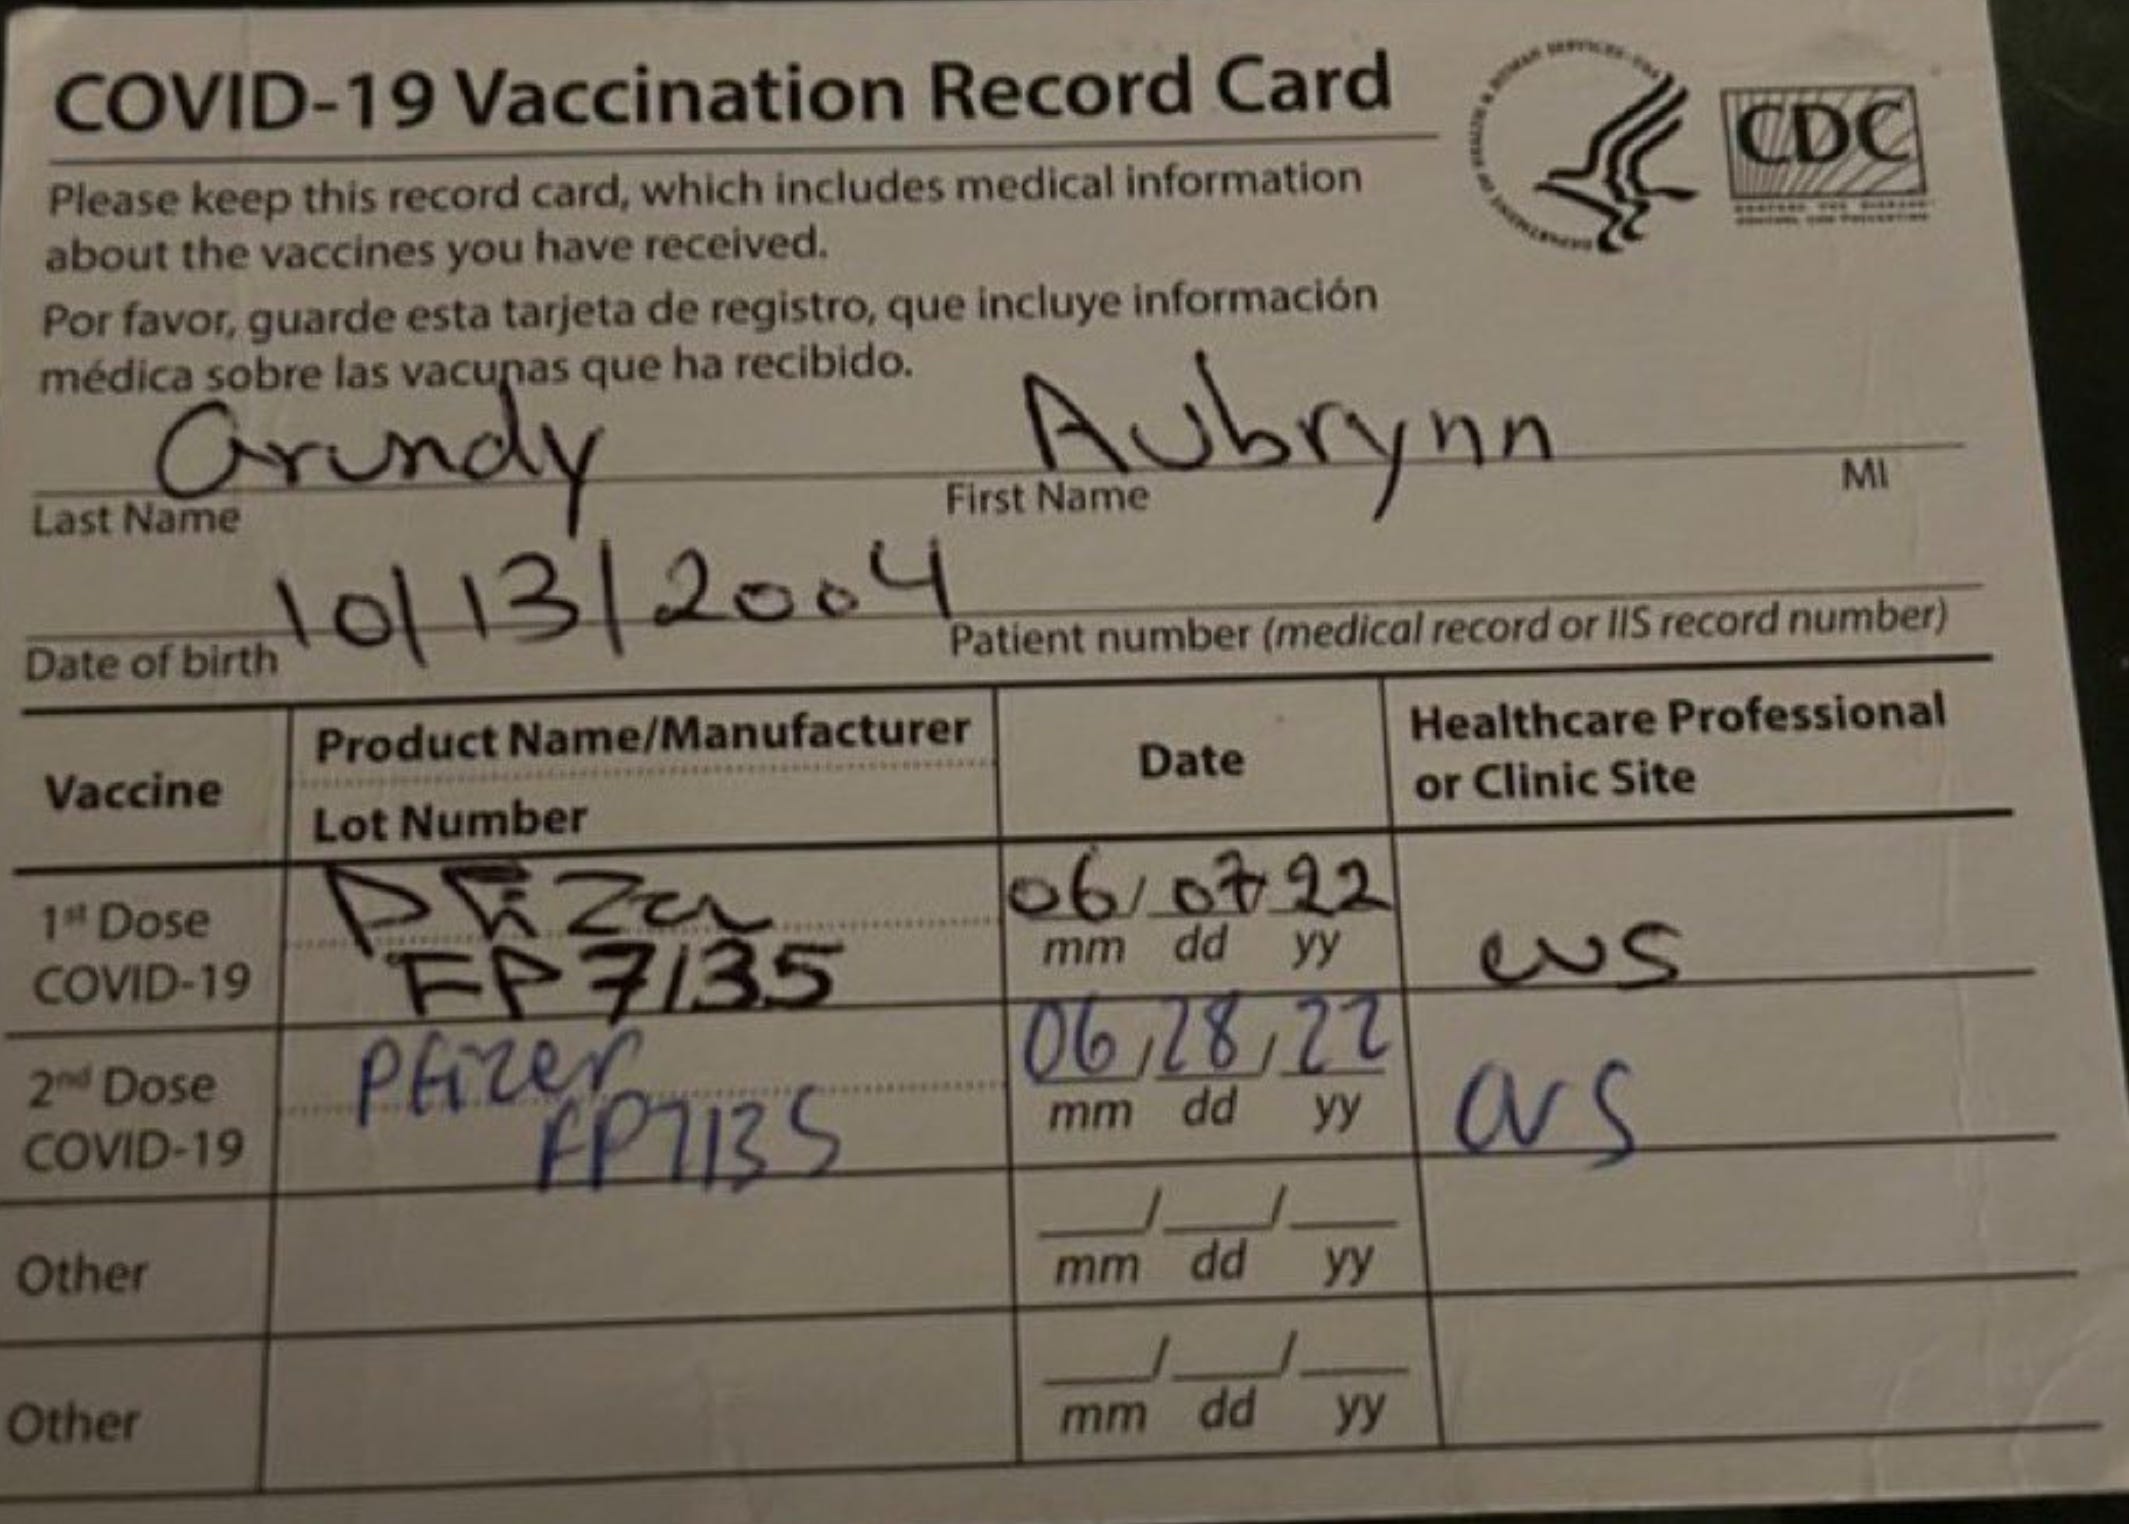 COVID-19 Vaccination Record Card
CDC
Please keep this record card, which includes medical information
about the vaccines you have received.
Por favor, guarde esta tarjeta de registro, que incluye información
médica sobre las vacunas que ha recibido.
Arundy Aubrynn
Last Name First Name MI
10/13/2004
Date of birth Patient number (medical record or IIS record number)
Vaccine Product Name/Manufacturer Date Healthcare Professional
Lot Number or Clinic Site
1st Dose Pfizer 06/07/22 CVS
COVID-19 FP7135 mm dd yy
2nd Dose Pfizer 06/28/22 CVS
COVID-19 FP7135 mm dd yy
Other / /
mm dd yy
Other / /
mm dd yy